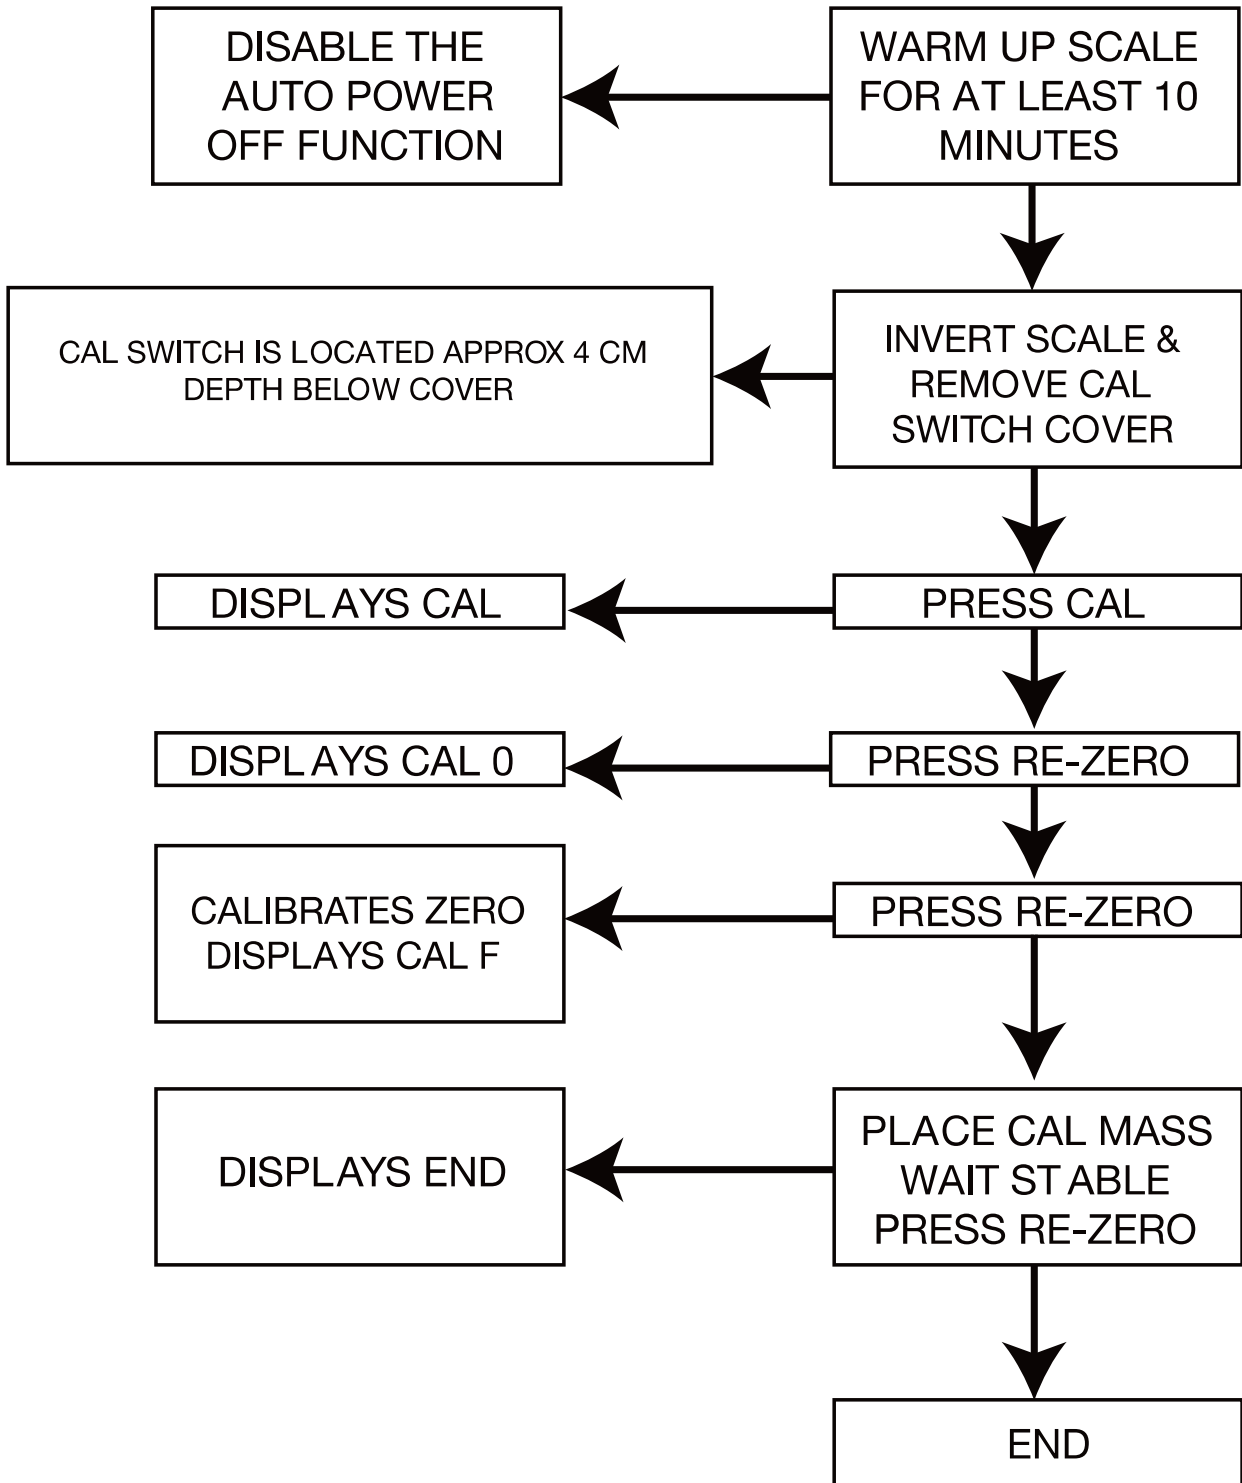 DISABLE THE
AUTO POWER
OFF FUNCTION
WARM UP SCALE
FOR AT LEAST 10
MINUTES
CAL SWITCH IS LOCATED APPROX 4 CM
DEPTH BELOW COVER
INVERT SCALE &
REMOVE CAL
SWITCH COVER
DISPLAYS CAL
PRESS CAL
DISPLAYS CAL 0
PRESS RE-ZERO
CALIBRATES ZERO
DISPLAYS CAL F
PRESS RE-ZERO
DISPLAYS END
PLACE CAL MASS
WAIT STABLE
PRESS RE-ZERO
END